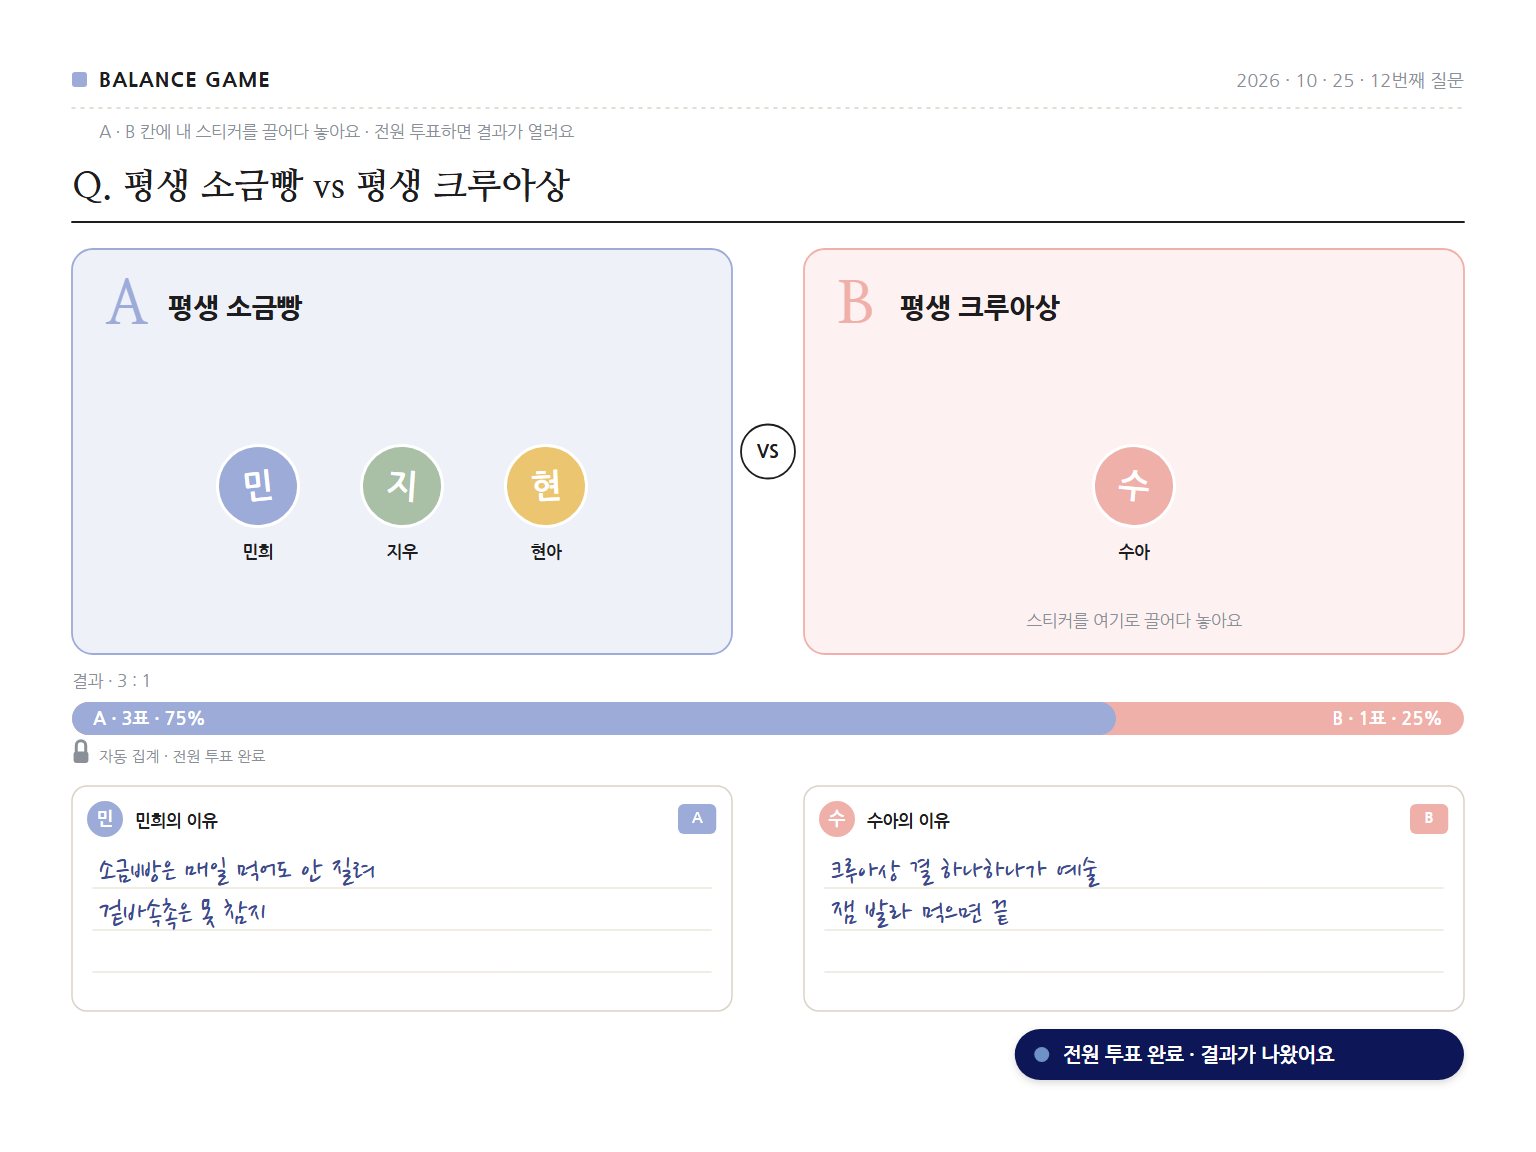 BALANCE GAME
2026 · 10 · 25 · 12번째 질문
A · B 칸에 내 스티커를 끌어다 놓아요 · 전원 투표하면 결과가 열려요
Q. 평생 소금빵 vs 평생 크루아상
A 평생 소금빵
B 평생 크루아상
VS
민 지 현
민희 지우 현아
수
수아
스티커를 여기로 끌어다 놓아요
결과 · 3 : 1
A · 3표 · 75%
B · 1표 · 25%
자동 집계 · 전원 투표 완료
민 민희의 이유 A
소금빵은 매일 먹어도 안 질려
겉바속촉은 못 참지
수 수아의 이유 B
크루아상 결 하나하나가 예술
잼 발라 먹으면 끝
전원 투표 완료 · 결과가 나왔어요